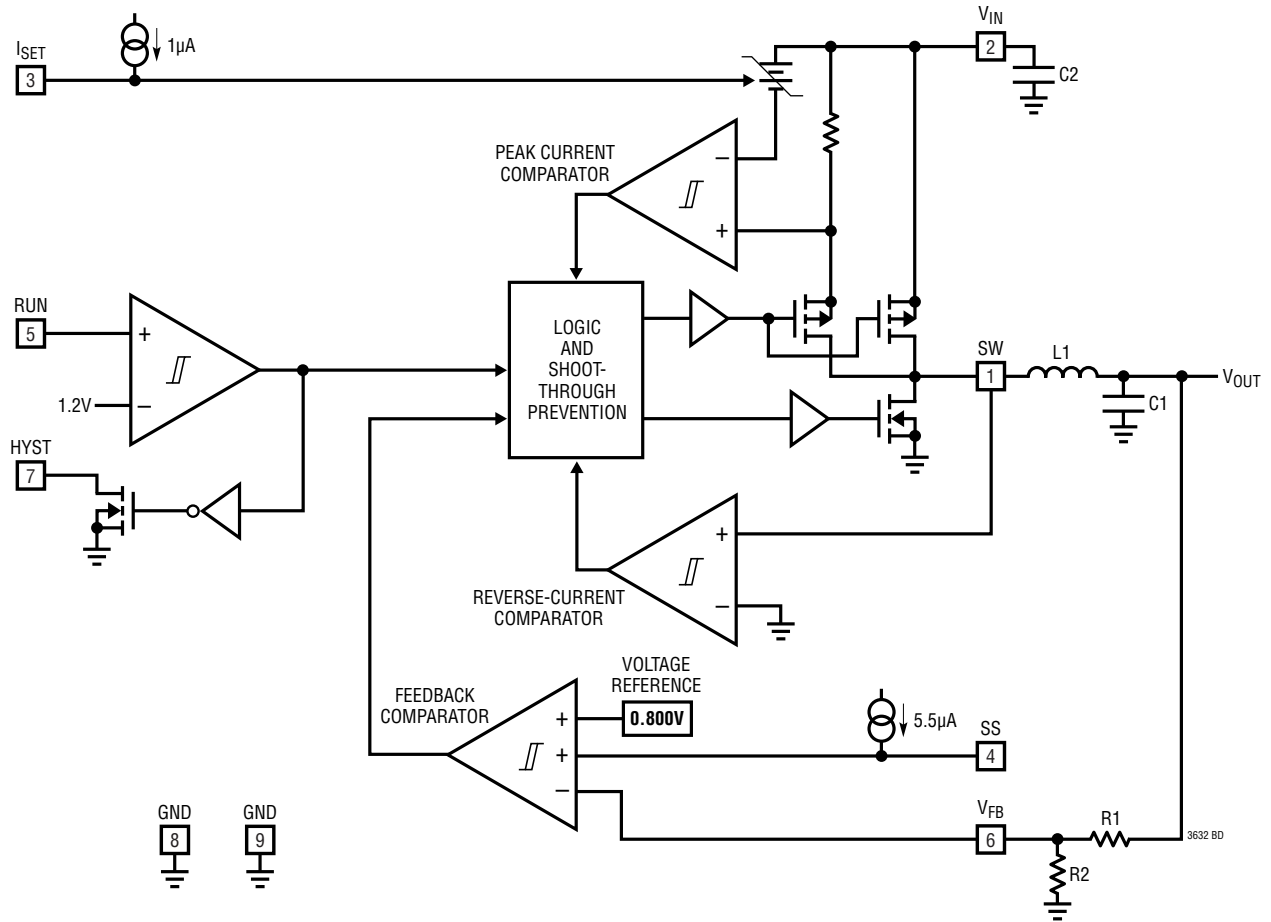 VIN
2
C2
ISET
3
1µA
PEAK CURRENT
COMPARATOR
−
+
RUN
5
+
1.2V
−
HYST
7
LOGIC
AND
SHOOT-
THROUGH
PREVENTION
SW
1
L1
VOUT
C1
+
−
REVERSE-CURRENT
COMPARATOR
VOLTAGE
REFERENCE
0.800V
FEEDBACK
COMPARATOR
+
+
−
5.5µA
SS
4
VFB
6
R1
R2
3632 BD
GND
8
GND
9